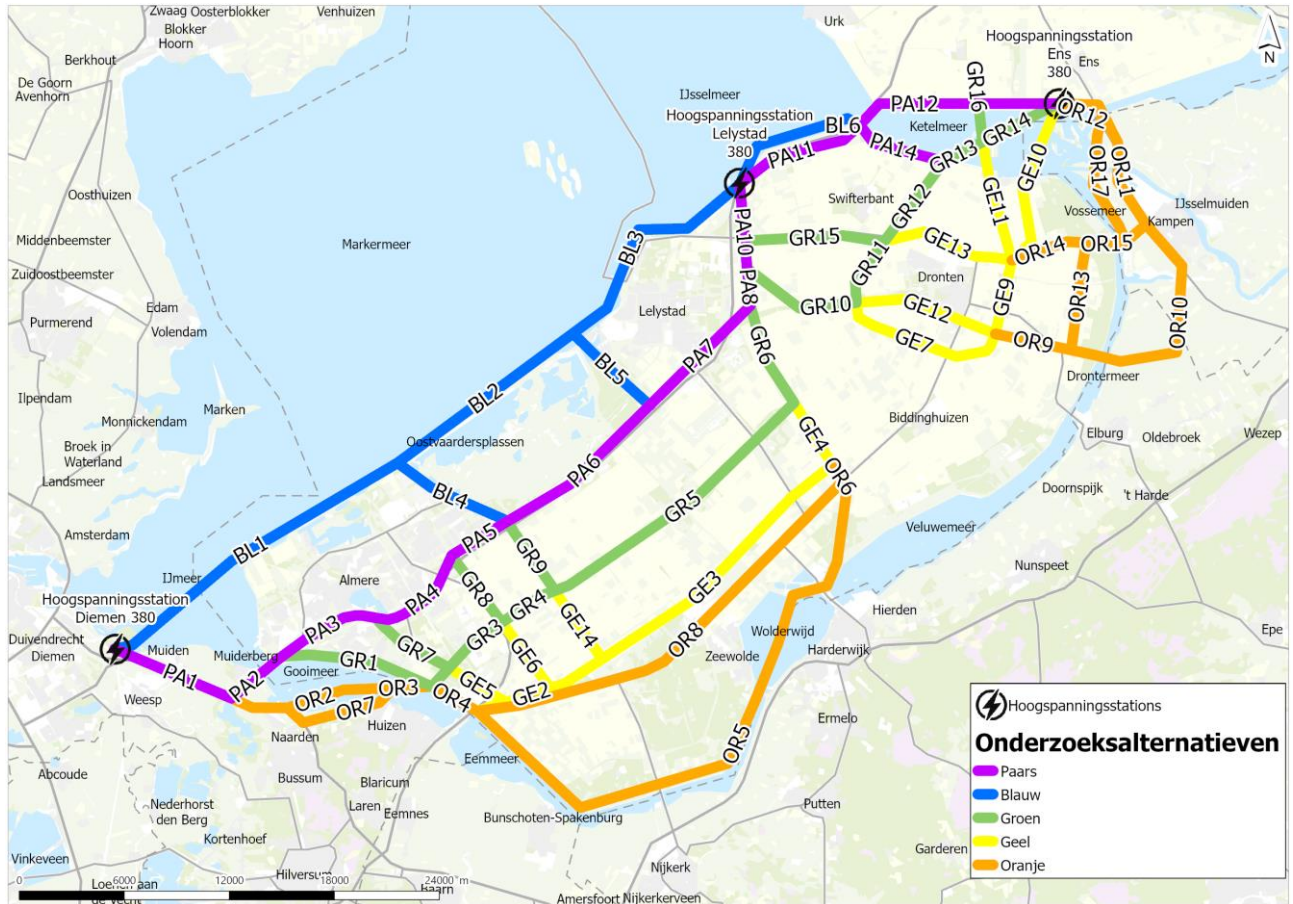 Zwaag Oosterblokker
Venhuizen
Blokker
Hoorn
Berkhout
De Goorn
Avenhorn
Oosthuizen
Middenbeemster
Zuidoostbeemster
Edam
Volendam
Purmerend
Ilpendam
Monnickendam
Marken
Broek in
Waterland
Landsmeer
Amsterdam
Markermeer
IJsselmeer
Urk
Hoogspanningsstation
Ens
380
Ens
N
Hoogspanningsstation
Lelystad
380
Ketelmeer
Swifterbant
Vossemeer
IJsselmuiden
Kampen
Dronten
Lelystad
Drontermeer
Biddinghuizen
Elburg
Oldebroek
Wezep
Doornspijk
't Harde
Oostvaardersplassen
Veluwemeer
Nunspeet
Almere
IJmeer
Hoogspanningsstation
Diemen 380
Duivendrecht
Diemen
Muiden
Muiderberg
Gooimeer
Weesp
Naarden
Huizen
Hierden
Wolderwijd
Harderwijk
Zeewolde
Epe
Ermelo
Eemmeer
Abcoude
Bussum
Blaricum
Laren
Eemnes
Nederhorst
den Berg
Kortenhoef
Bunschoten-Spakenburg
Putten
Garderen
Vinkeveen
Loenen aan
de Vecht
Hilversum
Baarn
Nijkerk
Amersfoort
Nijkerkerveen
PA1
PA2
PA3
PA4
PA5
PA6
PA7
PA8
PA10
PA11
PA12
PA14
BL1
BL2
BL3
BL4
BL5
BL6
GR1
GR3
GR4
GR5
GR6
GR7
GR8
GR9
GR10
GR11
GR12
GR13
GR14
GR15
GR16
GE2
GE3
GE4
GE5
GE6
GE7
GE9
GE10
GE11
GE12
GE13
GE14
OR2
OR3
OR4
OR5
OR6
OR7
OR8
OR9
OR10
OR11
OR12
OR13
OR14
OR15
OR17
Hoogspanningsstations
Onderzoeksalternatieven
Paars
Blauw
Groen
Geel
Oranje
0 6000 12000 18000 24000 m